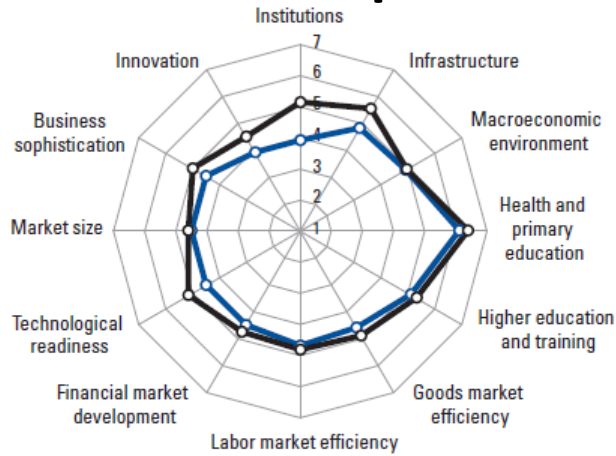 Institutions
7
6
5
4
3
2
1
Innovation
Infrastructure
Business
sophistication
Macroeconomic
environment
Market size
Health and
primary
education
Technological
readiness
Higher education
and training
Financial market
development
Goods market
efficiency
Labor market efficiency